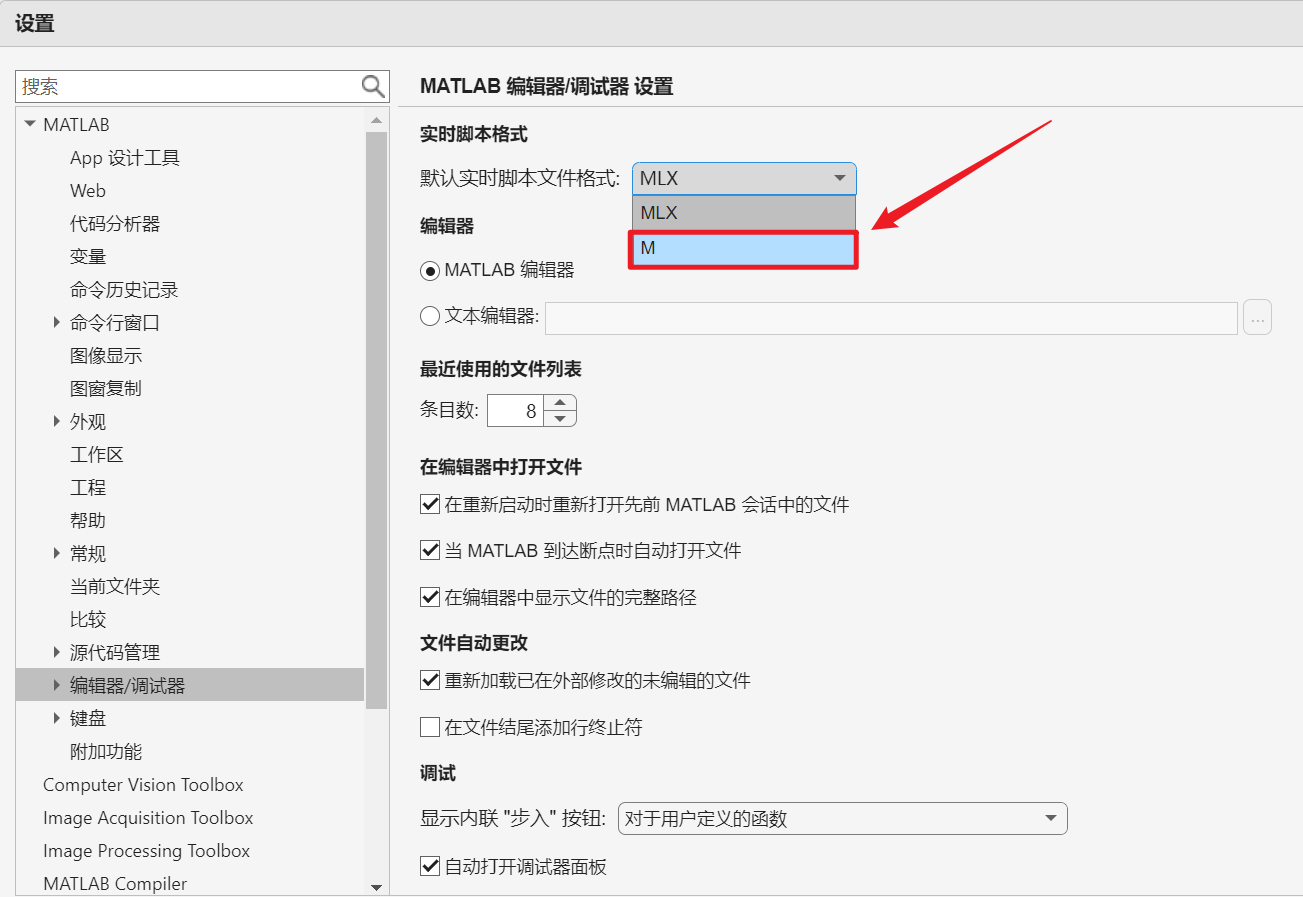 设置
搜索
MATLAB
App 设计工具
Web
代码分析器
变量
命令历史记录
命令行窗口
图像显示
图窗复制
外观
工作区
工程
帮助
常规
当前文件夹
比较
源代码管理
编辑器/调试器
键盘
附加功能
Computer Vision Toolbox
Image Acquisition Toolbox
Image Processing Toolbox
MATLAB Compiler
MATLAB 编辑器/调试器 设置
实时脚本格式
默认实时脚本文件格式: MLX
MLX
M
编辑器
MATLAB 编辑器
文本编辑器: ...
最近使用的文件列表
条目数: 8
在编辑器中打开文件
在重新启动时重新打开先前 MATLAB 会话中的文件
当 MATLAB 到达断点时自动打开文件
在编辑器中显示文件的完整路径
文件自动更改
重新加载已在外部修改的未编辑的文件
在文件结尾添加行终止符
调试
显示内联 "步入" 按钮: 对于用户定义的函数
自动打开调试器面板